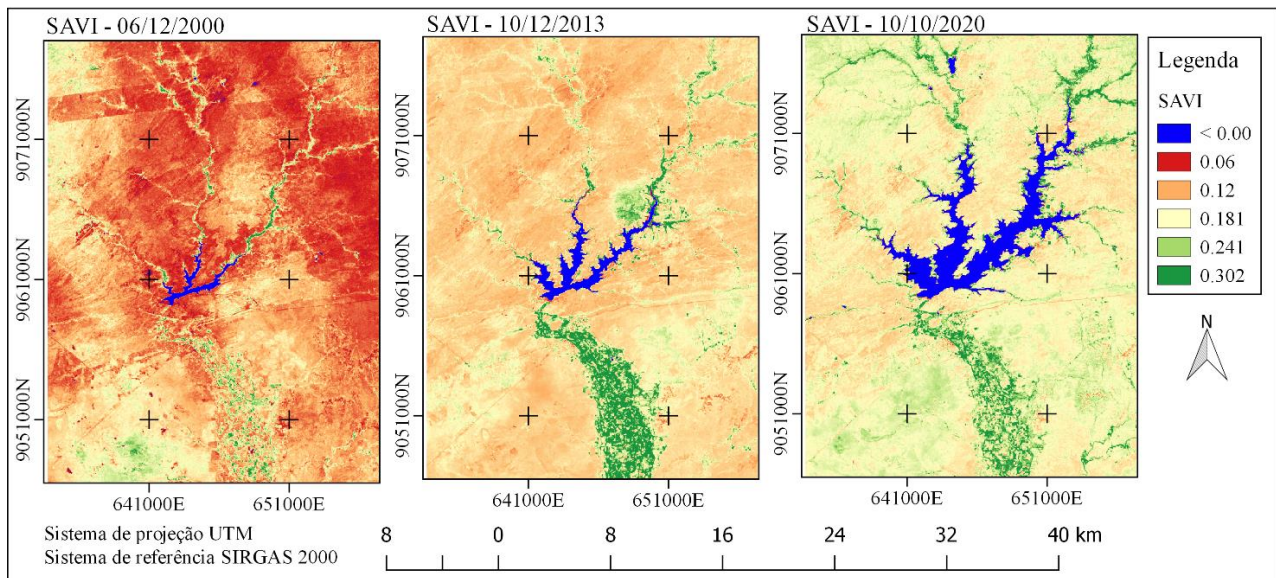 SAVI - 06/12/2000
SAVI - 10/12/2013
SAVI - 10/10/2020
9071000N
9061000N
9051000N
641000E
651000E
9071000N
9061000N
9051000N
641000E
651000E
9071000N
9061000N
9051000N
641000E
651000E
Legenda
SAVI
< 0.00
0.06
0.12
0.181
0.241
0.302
N
Sistema de projeção UTM
Sistema de referência SIRGAS 2000
8 0 8 16 24 32 40 km